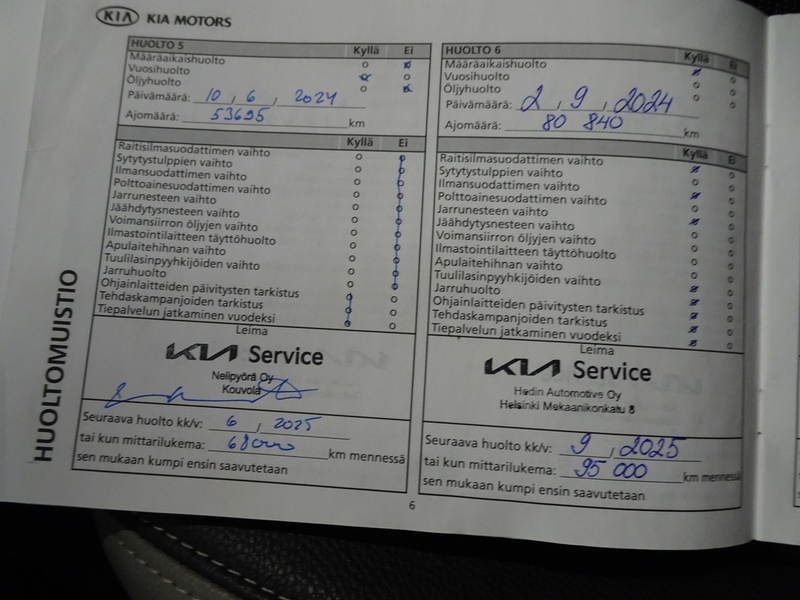 KIA KIA MOTORS
HUOLTOMUISTIO
HUOLTO 5 Kyllä Ei
Määräaikaishuolto
Vuosihuolto
Öljyhuolto
Päivämäärä: 10 , 6 , 2024
Ajomäärä: 53695 km
Kyllä Ei
Raitisilmasuodattimen vaihto
Sytytystulppien vaihto
Ilmansuodattimen vaihto
Polttoainesuodattimen vaihto
Jarrunesteen vaihto
Jäähdytysnesteen vaihto
Voimansiirron öljyjen vaihto
Ilmastointilaitteen täyttöhuolto
Apulaitehihnan vaihto
Tuulilasinpyyhkijöiden vaihto
Jarruhuolto
Ohjainlaitteiden päivitysten tarkistus
Tehdaskampanjoiden tarkistus
Tiepalvelun jatkaminen vuodeksi
Leima
KIA Service
Nelipyörä Oy
Kouvola
Seuraava huolto kk/v: 6 , 2025
tai kun mittarilukema: 68000 km mennessä
sen mukaan kumpi ensin saavutetaan
HUOLTO 6 Kyllä Ei
Määräaikaishuolto
Vuosihuolto
Öljyhuolto
Päivämäärä: 2 , 9 , 2024
Ajomäärä: 80 840 km
Kyllä Ei
Raitisilmasuodattimen vaihto
Sytytystulppien vaihto
Ilmansuodattimen vaihto
Polttoainesuodattimen vaihto
Jarrunesteen vaihto
Jäähdytysnesteen vaihto
Voimansiirron öljyjen vaihto
Ilmastointilaitteen täyttöhuolto
Apulaitehihnan vaihto
Tuulilasinpyyhkijöiden vaihto
Jarruhuolto
Ohjainlaitteiden päivitysten tarkistus
Tehdaskampanjoiden tarkistus
Tiepalvelun jatkaminen vuodeksi
Leima
KIA Service
Hedin Automotive Oy
Helsinki Mekaanikonkatu 8
Seuraava huolto kk/v: 9 , 2025
tai kun mittarilukema: 95 000 km mennessä
sen mukaan kumpi ensin saavutetaan
6